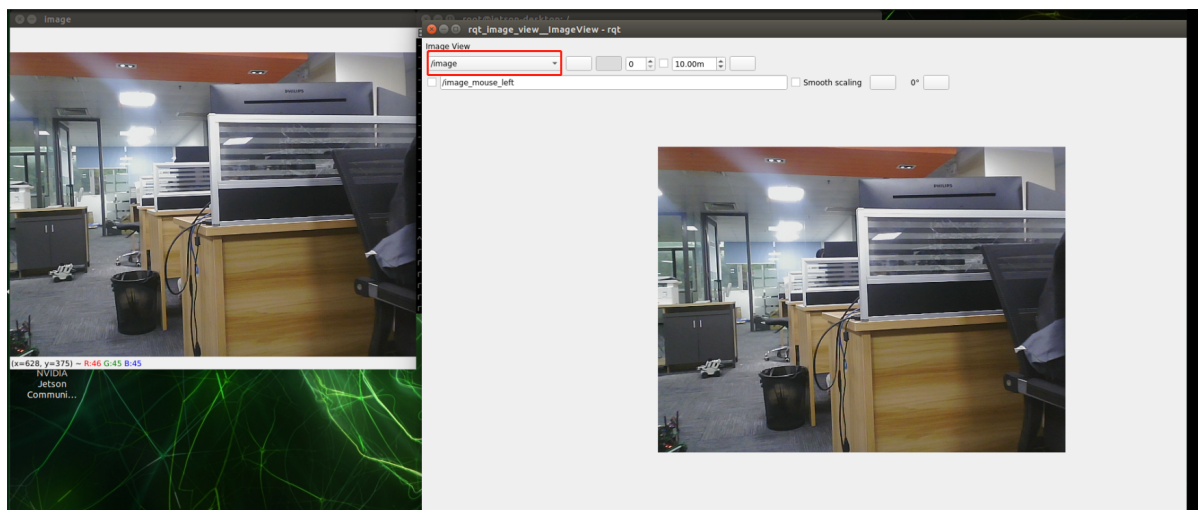 image
rqt_image_view__ImageView - rqt
Image View
/image
0
10.00m
/image_mouse_left
Smooth scaling
0°
PHILIPS
PHILIPS
(x=628, y=375) ~ R:46 G:45 B:45
NVIDIA
Jetson
Communi...